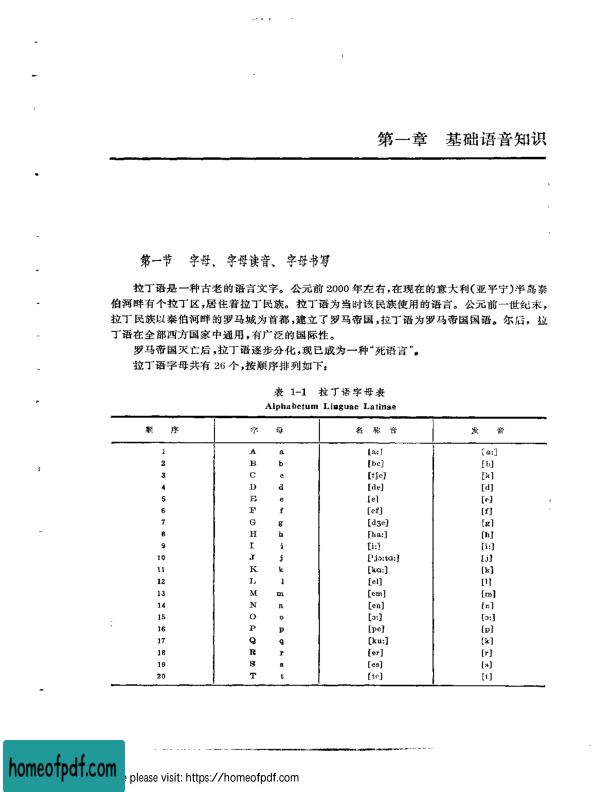 第一章 基础语音知识
第一节 字母、字母读音、字母书写
拉丁语是一种古老的语言文字。公元前2000年左右,在现在的意大利(亚平宁)半岛泰
伯河畔有个拉丁区,居住着拉丁民族。拉丁语为当时该民族使用的语言。公元前一世纪末,
拉丁民族以泰伯河畔的罗马城为首都,建立了罗马帝国,拉丁语为罗马帝国国语。尔后,拉
丁语在全部西方国家中通用,有广泛的国际性。
罗马帝国灭亡后,拉丁语逐步分化,现已成为一种“死语言”。
拉丁语字母共有26个,按顺序排列如下:
表 1-1 拉丁语字母表
Alphabetum Linguae Latinae
顺序 字母 名称音 发音
1 A a [a:] [a:]
2 B b [be] [b]
3 C c [tʃe] [k]
4 D d [de] [d]
5 E e [e] [e]
6 F f [ef] [f]
7 G g [dʒe] [g]
8 H h [ha:] [h]
9 I i [i:] [i:]
10 J j ['jɔ:tɑ:] [j]
11 K k [kɑ:] [k]
12 L l [el] [l]
13 M m [em] [m]
14 N n [en] [n]
15 O o [ɔ:] [ɔ:]
16 P p [pe] [p]
17 Q q [ku:] [k]
18 R r [er] [r]
19 S s [es] [s]
20 T t [te] [t]
homeofpdf.com
please visit: https://homeofpdf.com